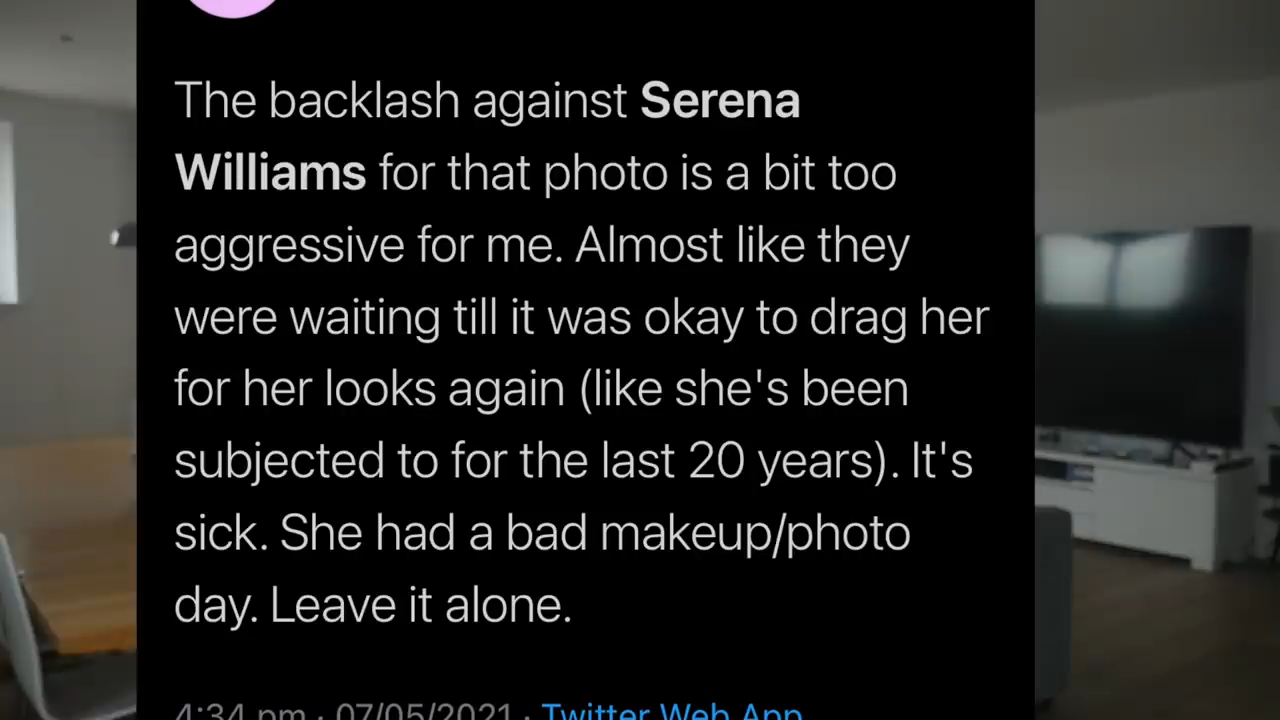 The backlash against Serena
Williams for that photo is a bit too
aggressive for me. Almost like they
were waiting till it was okay to drag her
for her looks again (like she's been
subjected to for the last 20 years). It's
sick. She had a bad makeup/photo
day. Leave it alone.
4:34 pm · 07/05/2021 · Twitter Web App